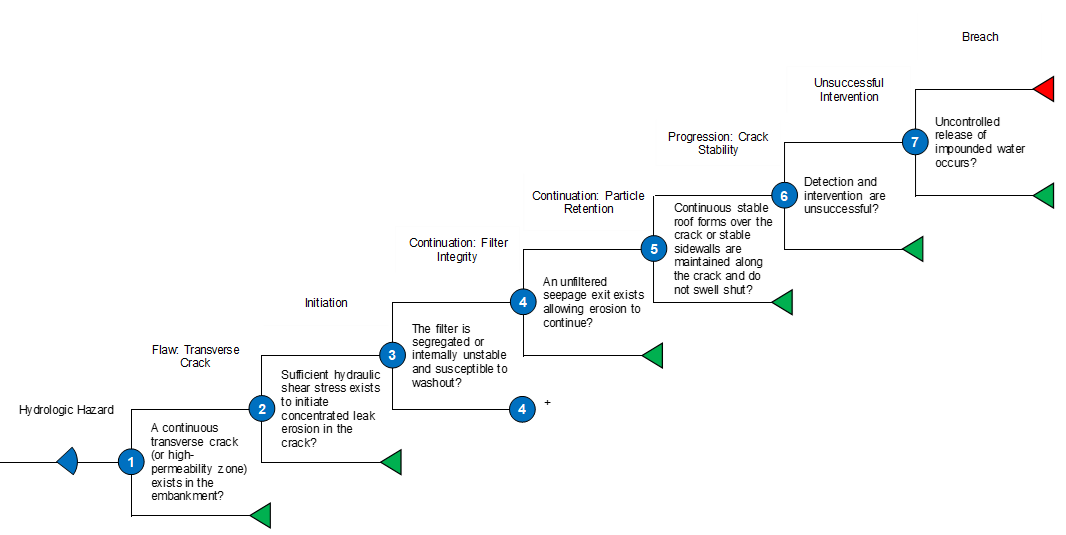 Breach
Unsuccessful
Intervention
Uncontrolled
release of
impounded water
occurs?
7
Progression: Crack
Stability
Detection and
intervention are
unsuccessful?
6
Continuation: Particle
Retention
Continuous stable
roof forms over the
crack or stable
sidewalls are
maintained along
the crack and do
not swell shut?
5
Continuation: Filter
Integrity
An unfiltered
seepage exit exists
allowing erosion to
continue?
4
Initiation
The filter is
segregated or
internally unstable
and susceptible to
washout?
3
4
+
Flaw: Transverse
Crack
Sufficient hydraulic
shear stress exists
to initiate
concentrated leak
erosion in the
crack?
2
Hydrologic Hazard
A continuous
transverse crack
(or high-
permeability zone)
exists in the
embankment?
1